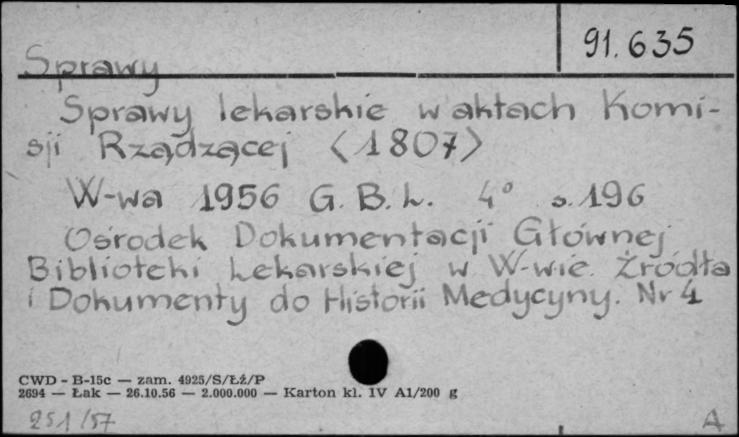 91.635
Sprawy
Sprawy lekarskie w aktach Komi-
sji Rządzącej <1807>
W-wa 1956 G.B.L. 4° s.196
Ośrodek Dokumentacji Głównej
Biblioteki Lekarskiej w W-wie. Źródła
i Dokumenty do Historii Medycyny. Nr 4
CWD - B-15c — zam. 4925/S/Łź/P
2694 — Łak — 26.10.56 — 2.000.000 — Karton kl. IV A1/200 g
251/57 A